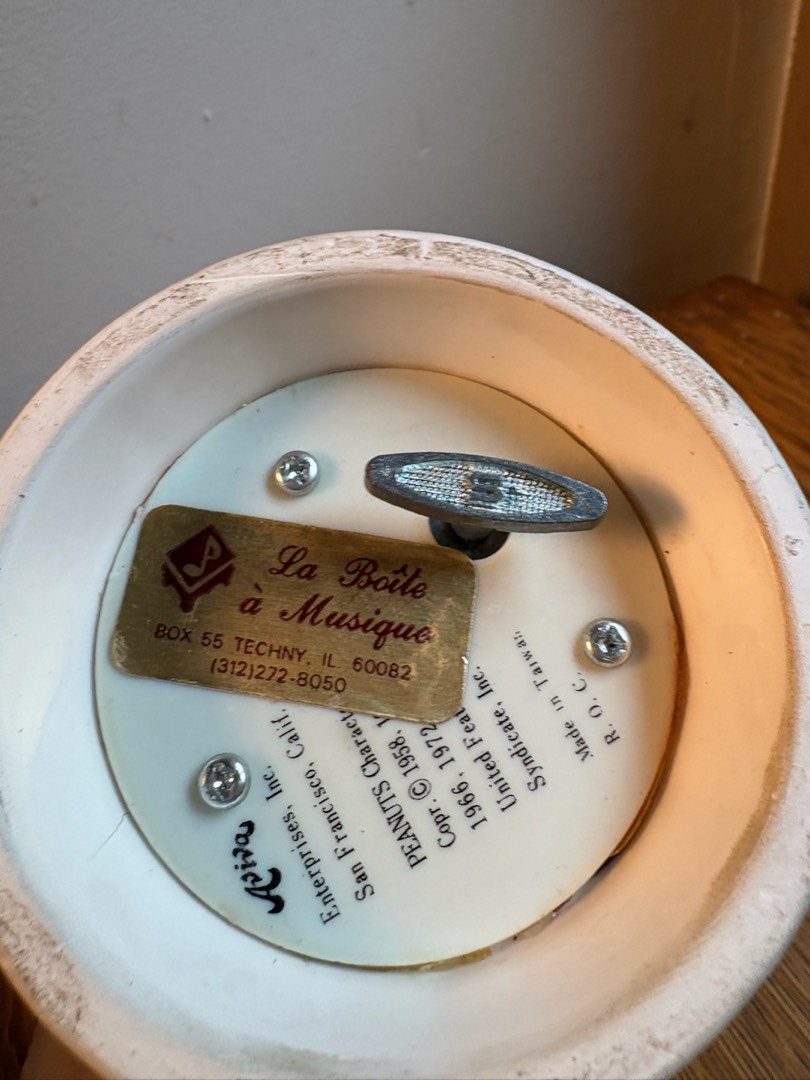 La Boîte
à Musique
BOX 55 TECHNY, IL. 60082
(312)272-8050
Aviva
Enterprises, Inc.
San Francisco, Calif.
PEANUTS Charac
Copr. © 1958, 1
1966, 1972
United Feat
Syndicate, Inc.
Made in Taiwan,
R. O. C.